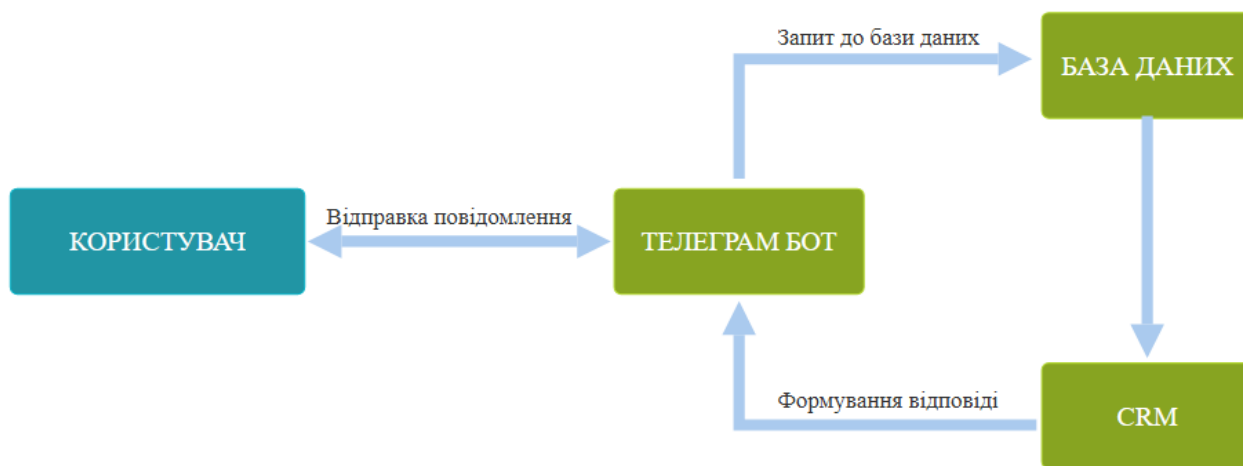 Запит до бази даних
БАЗА ДАНИХ
Відправка повідомлення
КОРИСТУВАЧ
ТЕЛЕГРАМ БОТ
Формування відповіді
CRM